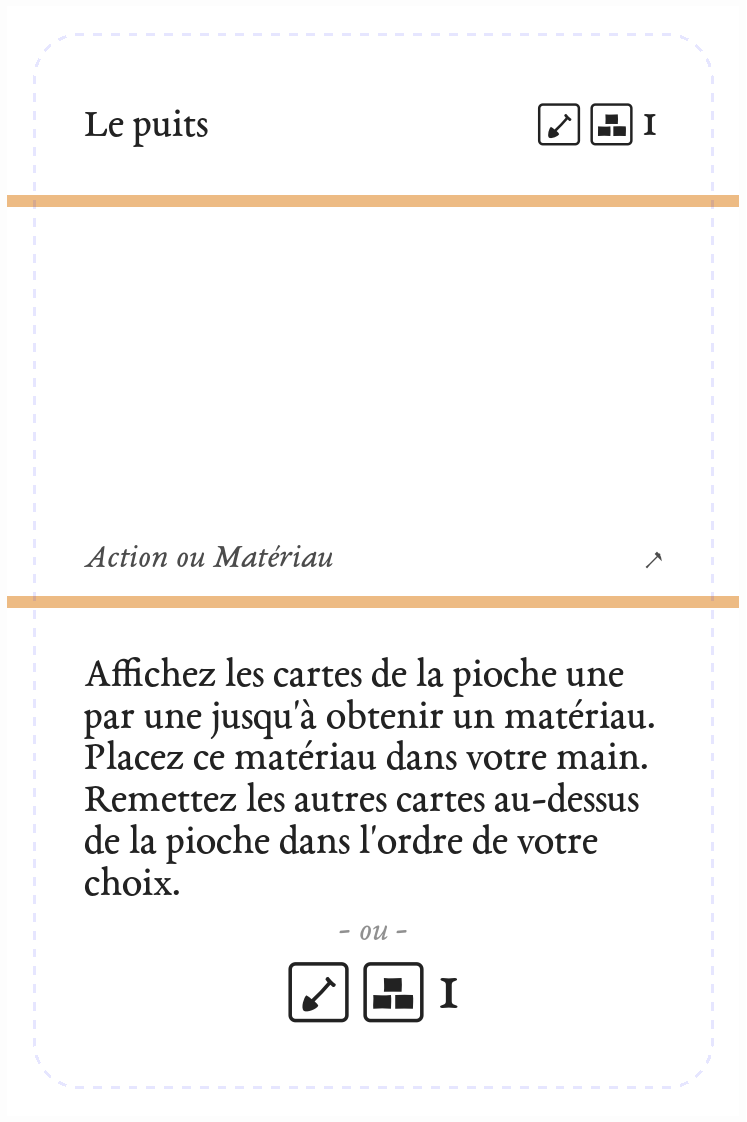 Le puits
I
Action ou Matériau
Affichez les cartes de la pioche une
par une jusqu'à obtenir un matériau.
Placez ce matériau dans votre main.
Remettez les autres cartes au-dessus
de la pioche dans l'ordre de votre
choix.
- ou -
I